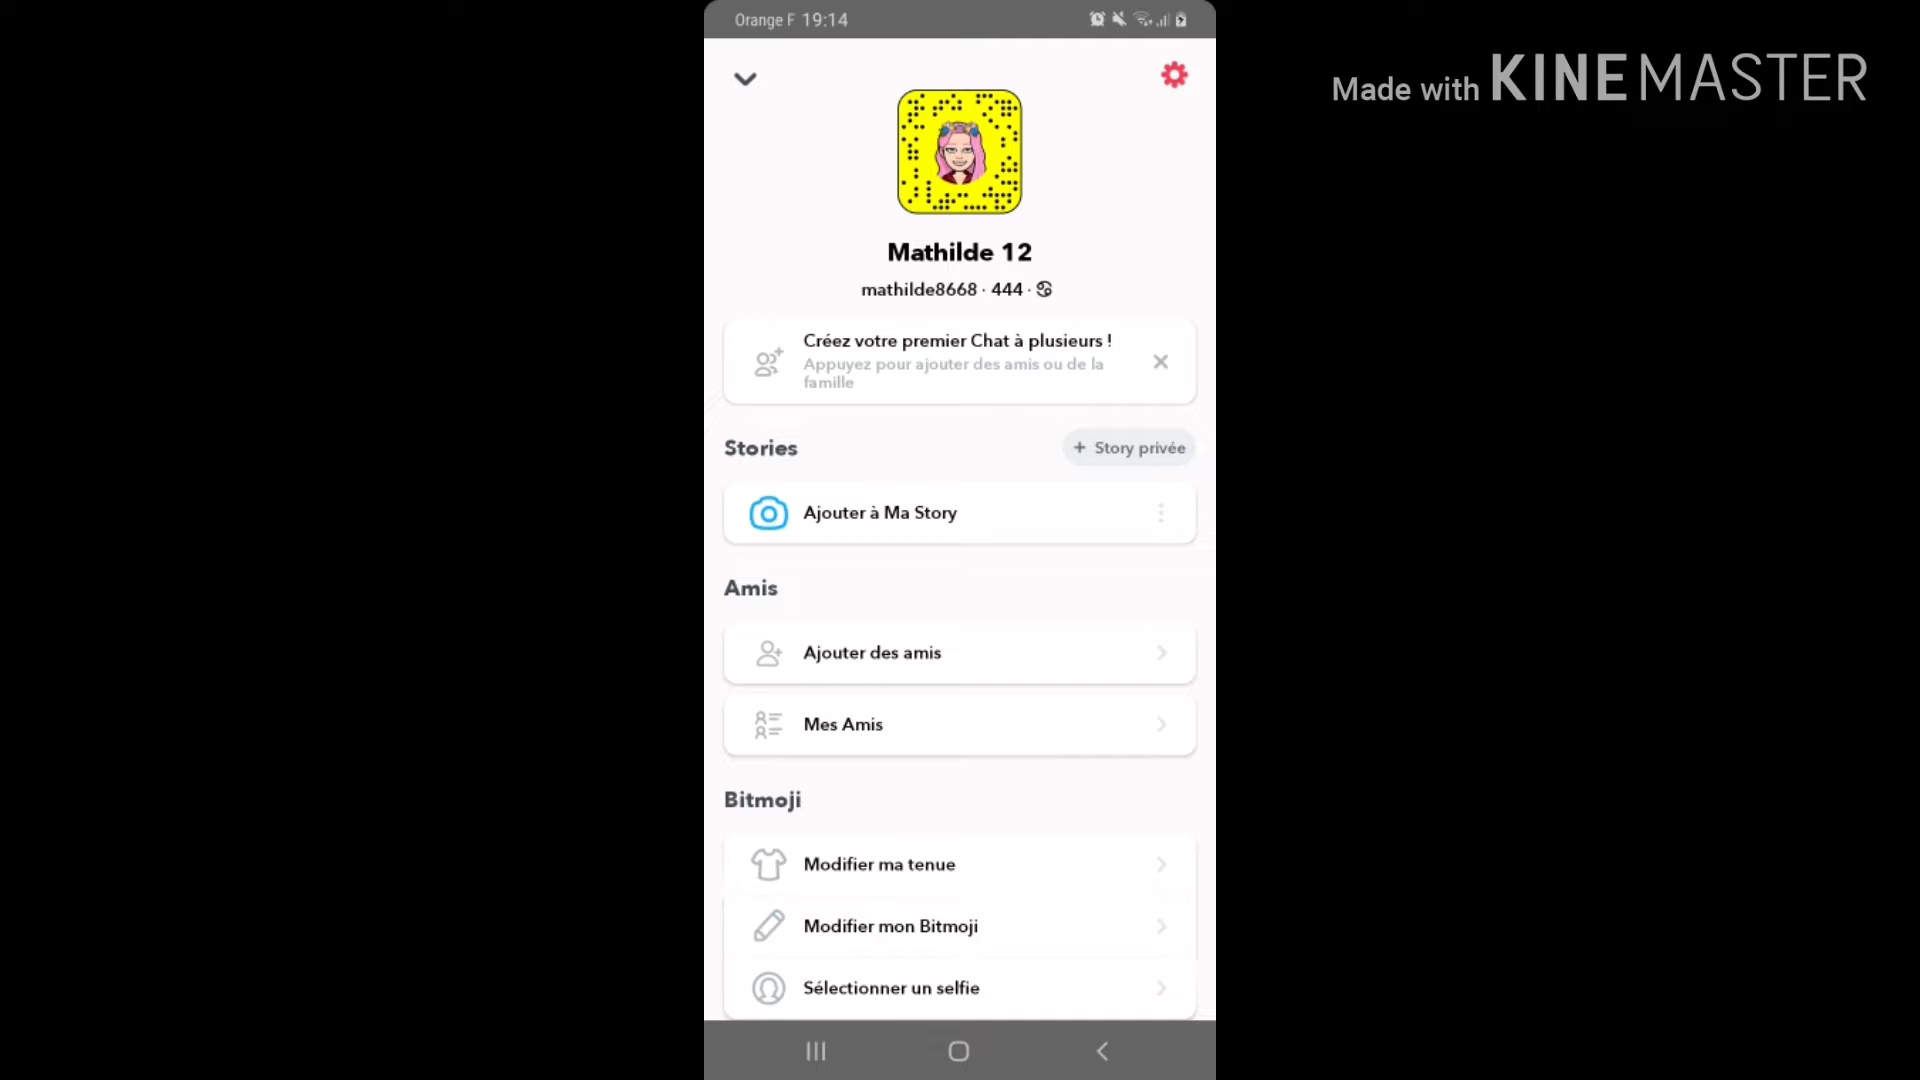 Orange F 19:14
Made with KINEMASTER
Mathilde 12
mathilde8668 · 444 · ♋
Créez votre premier Chat à plusieurs !
Appuyez pour ajouter des amis ou de la
famille
Stories
+ Story privée
Ajouter à Ma Story
Amis
Ajouter des amis
Mes Amis
Bitmoji
Modifier ma tenue
Modifier mon Bitmoji
Sélectionner un selfie